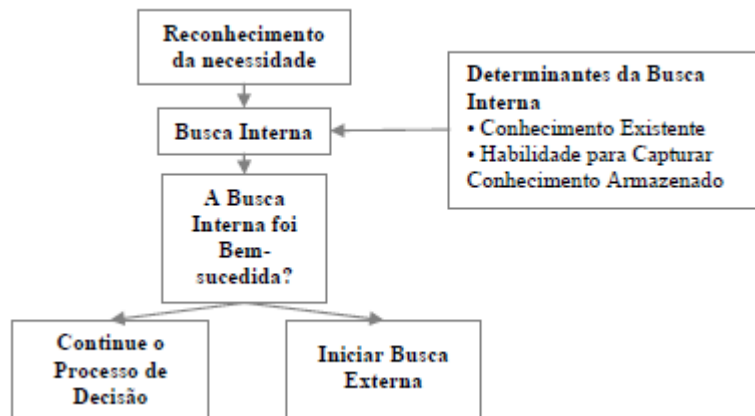 Reconhecimento
da necessidade
Busca Interna
Determinantes da Busca
Interna
• Conhecimento Existente
• Habilidade para Capturar
Conhecimento Armazenado
A Busca
Interna foi
Bem-
sucedida?
Continue o
Processo de
Decisão
Iniciar Busca
Externa